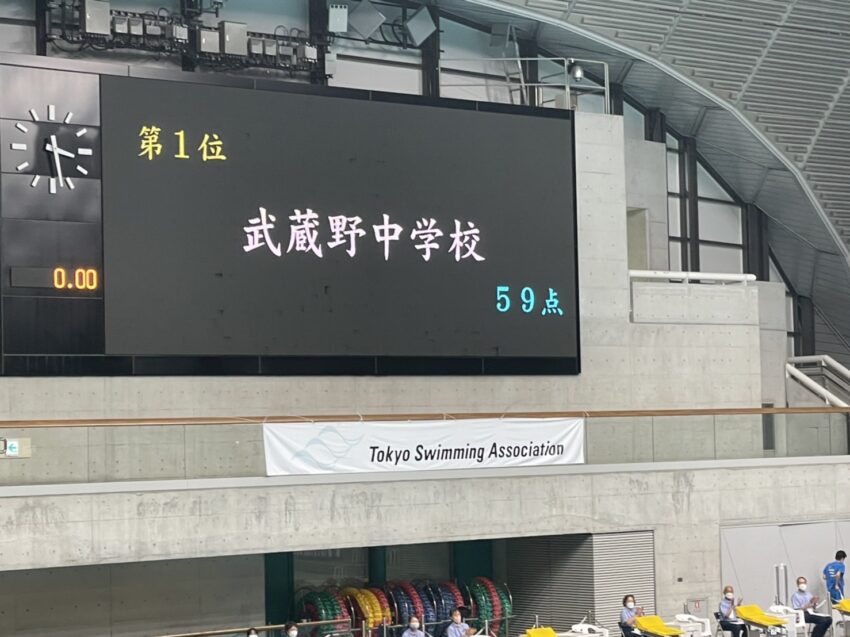 第1位
武蔵野中学校
0.00
59点
Tokyo Swimming Association